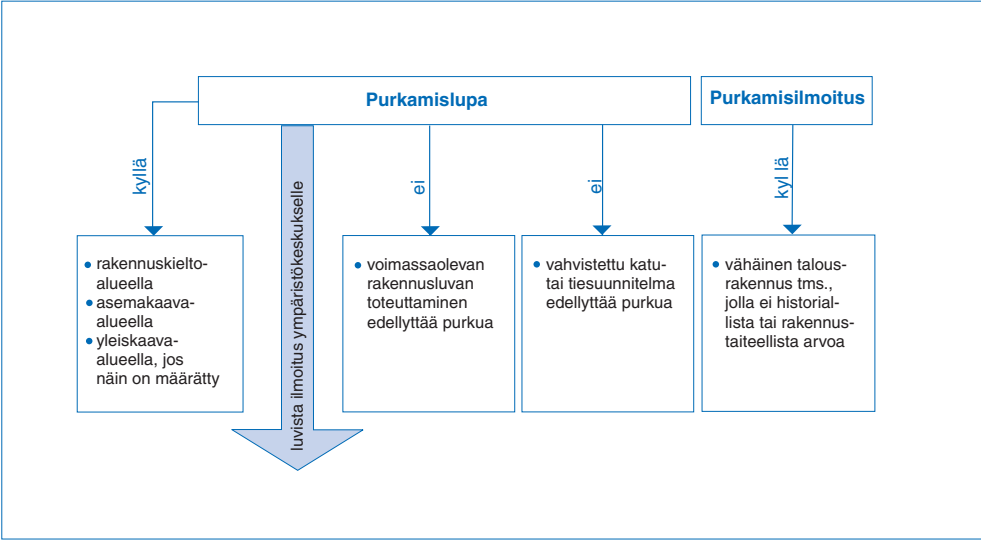 Purkamislupa
Purkamisilmoitus
kyllä
luvista ilmoitus ympäristökeskukselle
ei
ei
kyl lä
• rakennuskielto-
alueella
• asemakaava-
alueella
• yleiskaava-
alueella, jos
näin on määrätty
• voimassaolevan
rakennusluvan
toteuttaminen
edellyttää purkua
• vahvistettu katu-
tai tiesuunnitelma
edellyttää purkua
• vähäinen talous-
rakennus tms.,
jolla ei historial-
lista tai rakennus-
taiteellista arvoa